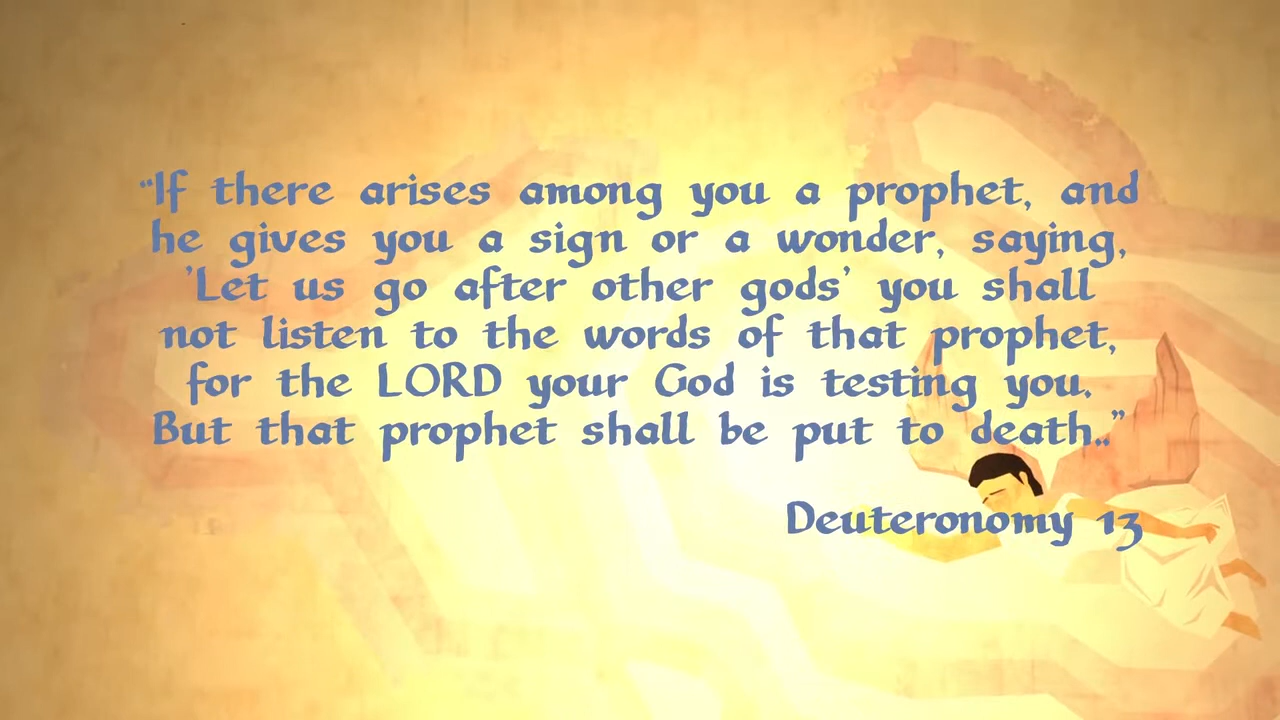 “If there arises among you a prophet, and
he gives you a sign or a wonder, saying,
'Let us go after other gods' you shall
not listen to the words of that prophet,
for the LORD your God is testing you.
But that prophet shall be put to death..”
Deuteronomy 13